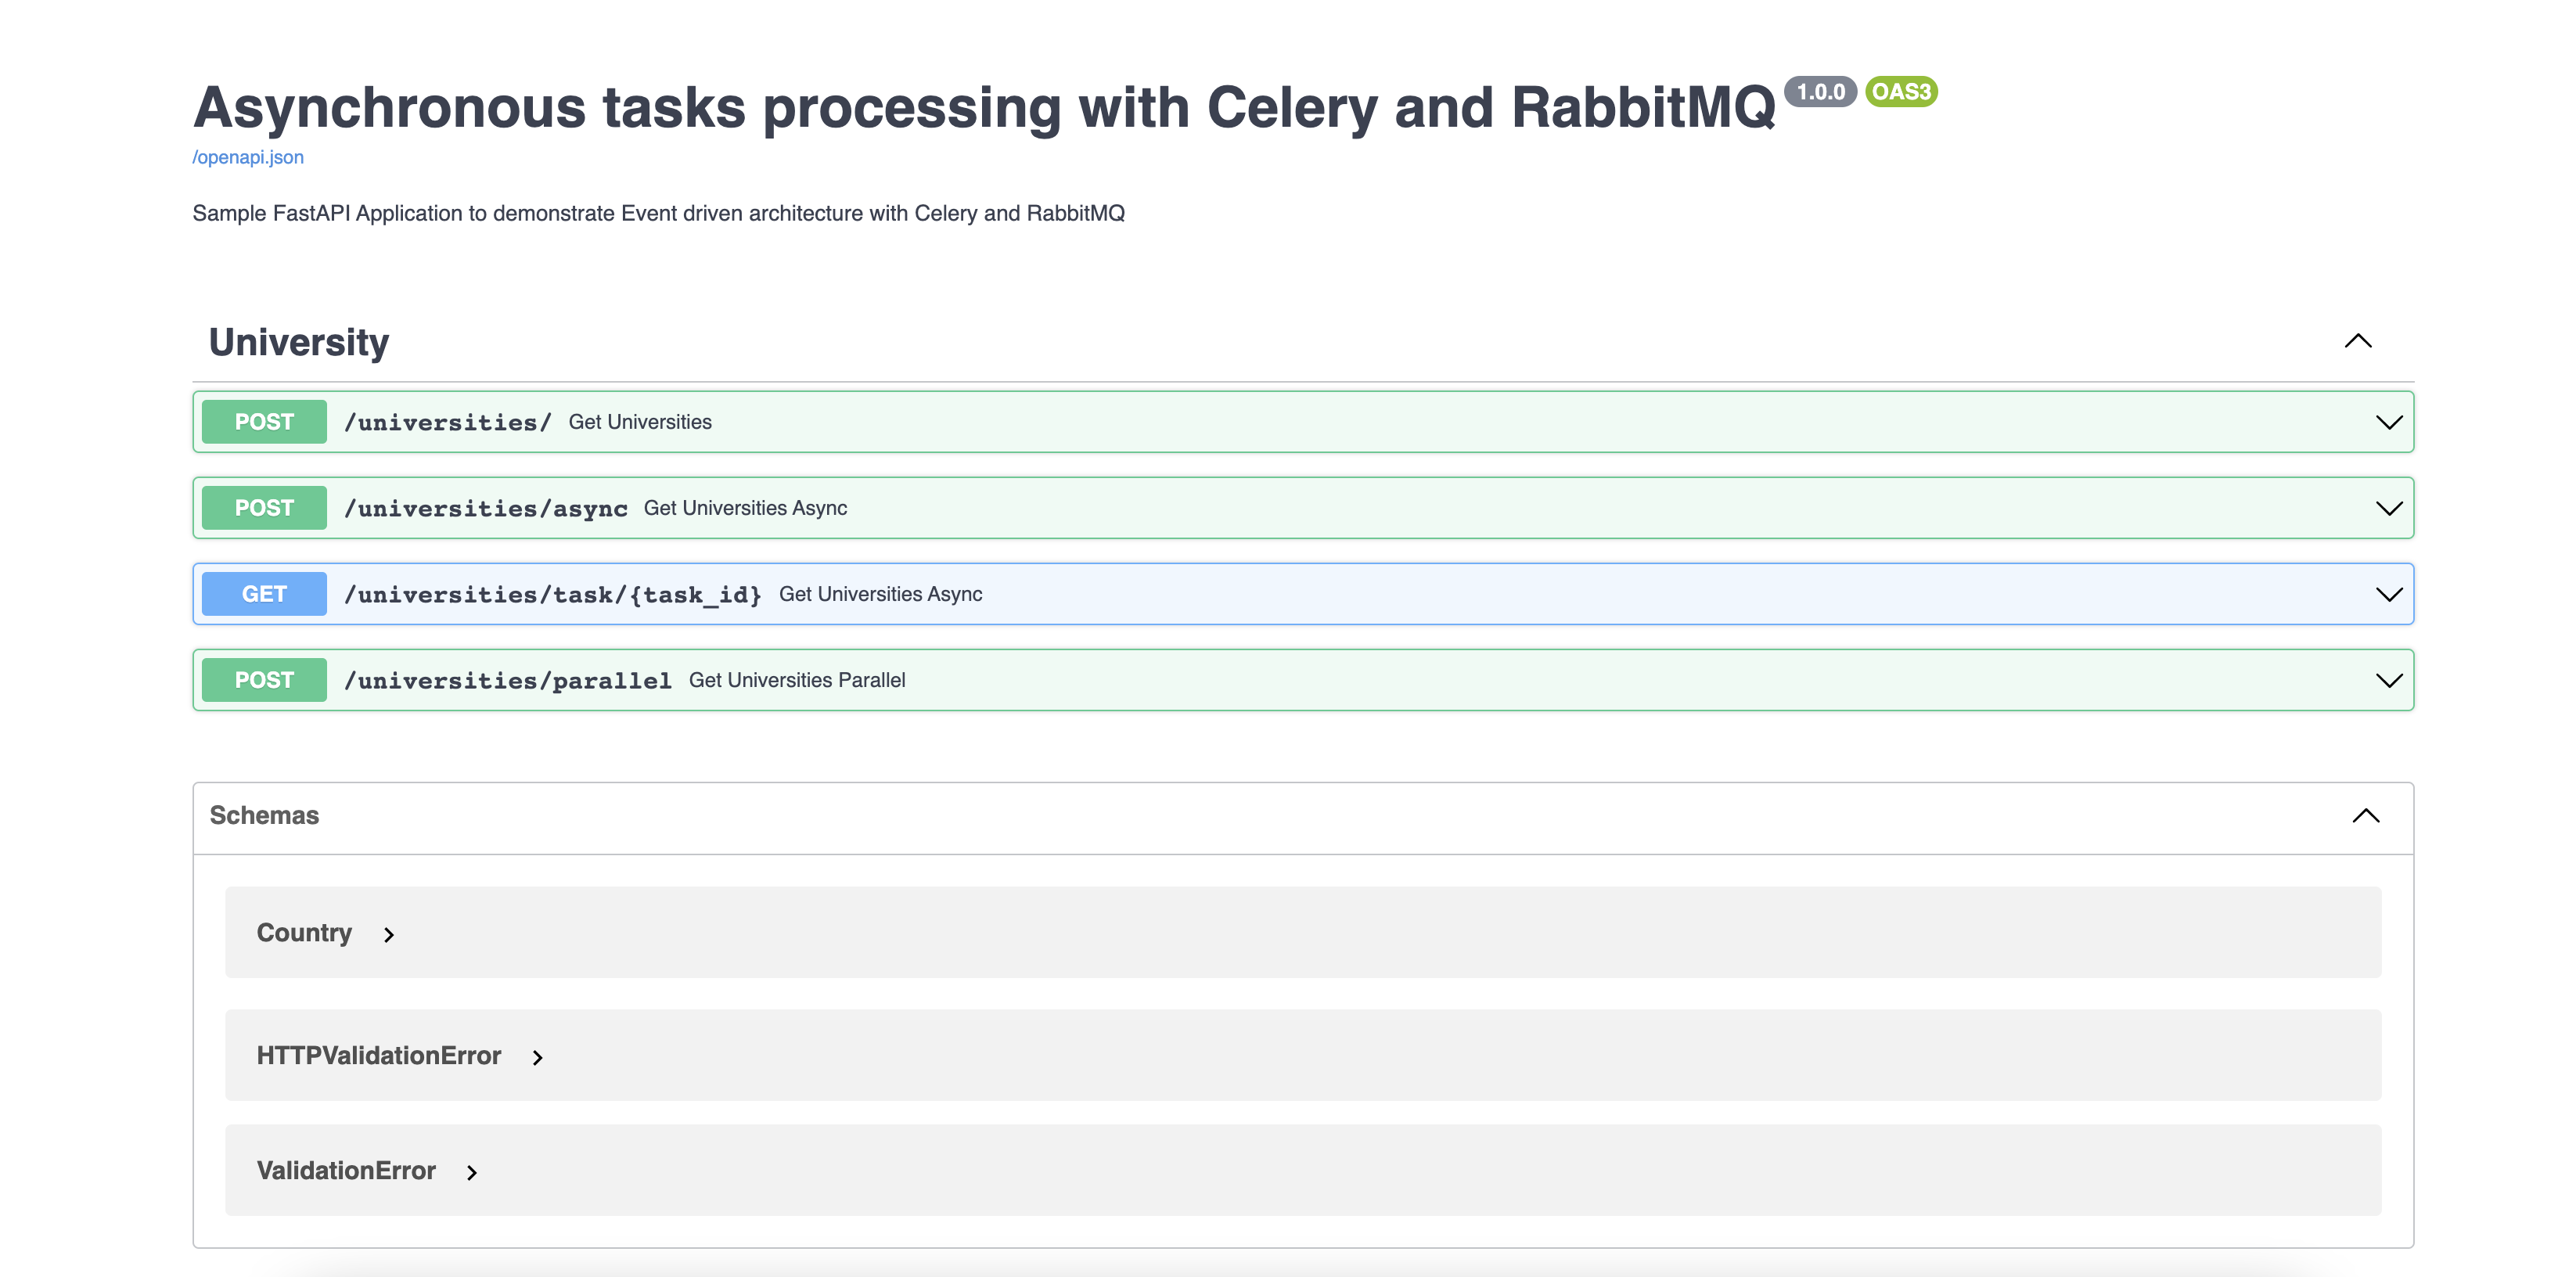 Asynchronous tasks processing with Celery and RabbitMQ 1.0.0 OAS3
/openapi.json
Sample FastAPI Application to demonstrate Event driven architecture with Celery and RabbitMQ
University
POST /universities/ Get Universities
POST /universities/async Get Universities Async
GET /universities/task/{task_id} Get Universities Async
POST /universities/parallel Get Universities Parallel
Schemas
Country
HTTPValidationError
ValidationError